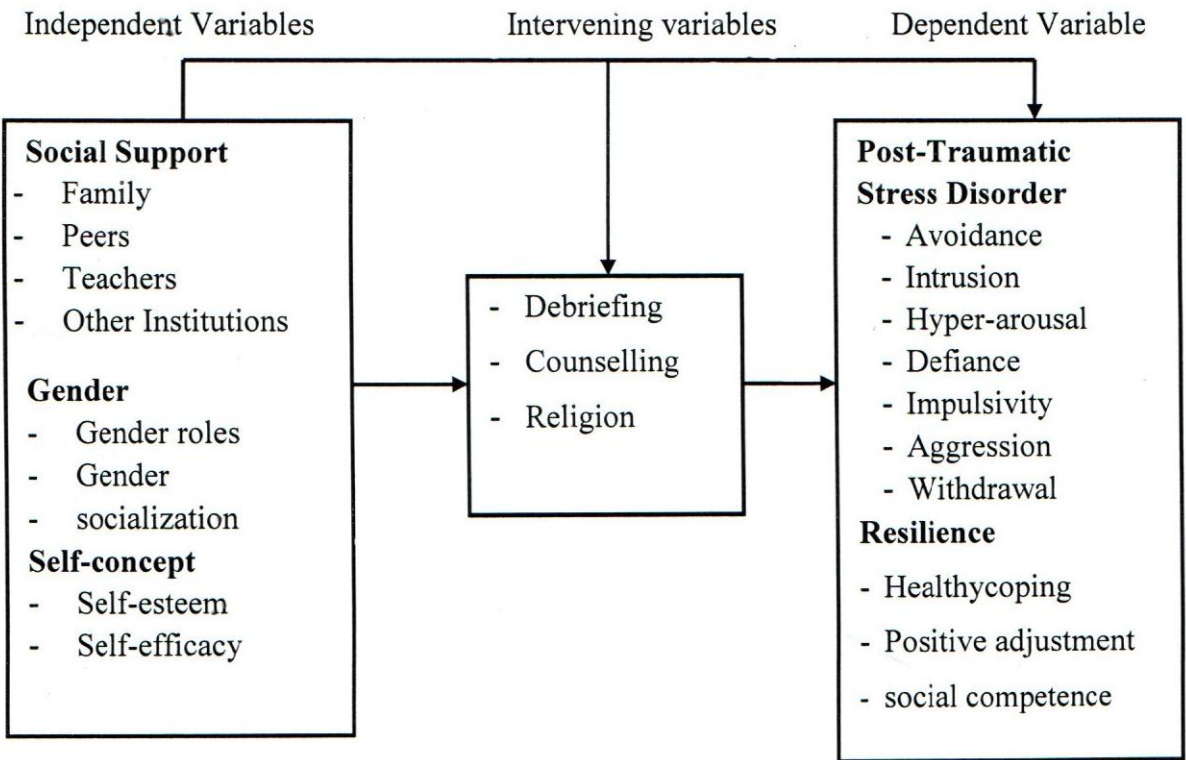 Independent Variables
Intervening variables
Dependent Variable
Social Support
- Family
- Peers
- Teachers
- Other Institutions
Gender
- Gender roles
- Gender
- socialization
Self-concept
- Self-esteem
- Self-efficacy
- Debriefing
- Counselling
- Religion
Post-Traumatic
Stress Disorder
- Avoidance
- Intrusion
- Hyper-arousal
- Defiance
- Impulsivity
- Aggression
- Withdrawal
Resilience
- Healthycoping
- Positive adjustment
- social competence